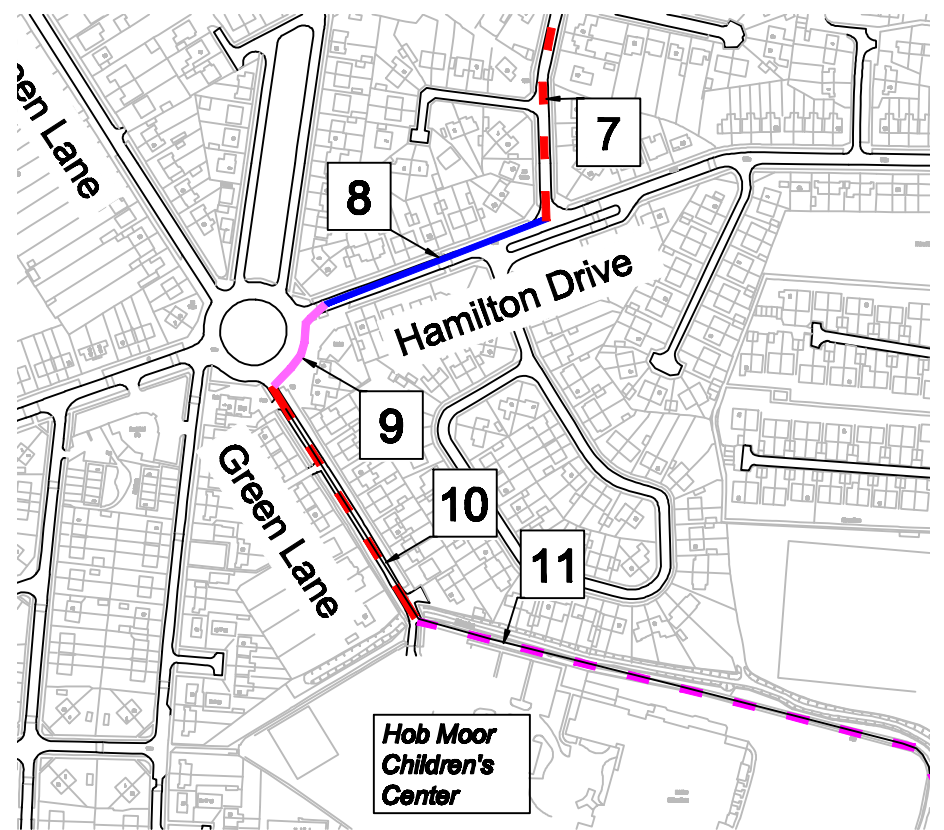 een Lane
7
8
Hamilton Drive
9
Green Lane
10
11
Hob Moor
Children's
Center